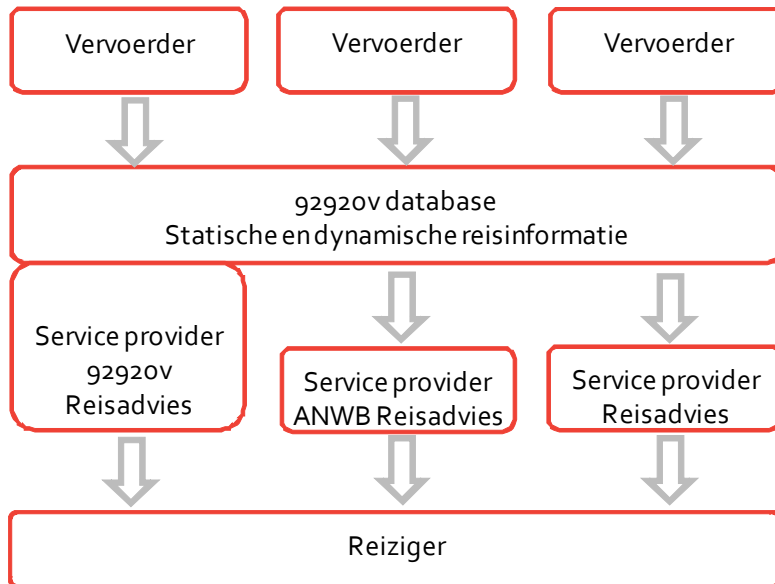 Vervoerder
Vervoerder
Vervoerder
9292ov database
Statische en dynamische reisinformatie
Service provider
9292ov
Reisadvies
Service provider
ANWB Reisadvies
Service provider
Reisadvies
Reiziger